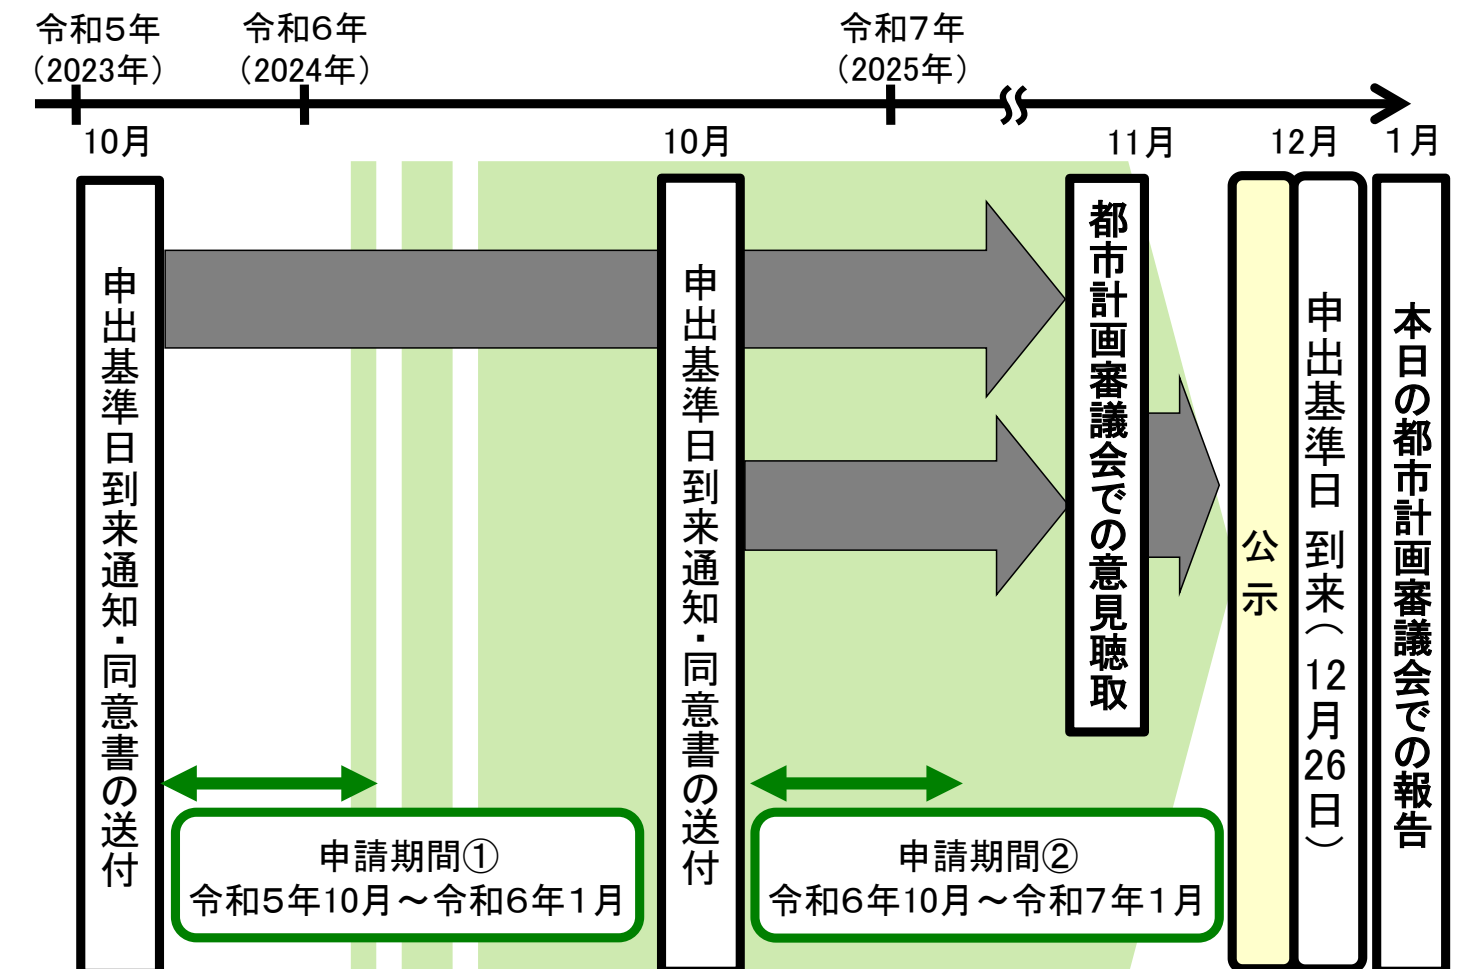 令和5年
(2023年)
令和6年
(2024年)
令和7年
(2025年)
10月
10月
11月
12月
1月
申出基準日到来通知・同意書の送付
申出基準日到来通知・同意書の送付
都市計画審議会での意見聴取
公示
申出基準日 到来(12月26日)
本日の都市計画審議会での報告
申請期間①
令和5年10月～令和6年1月
申請期間②
令和6年10月～令和7年1月